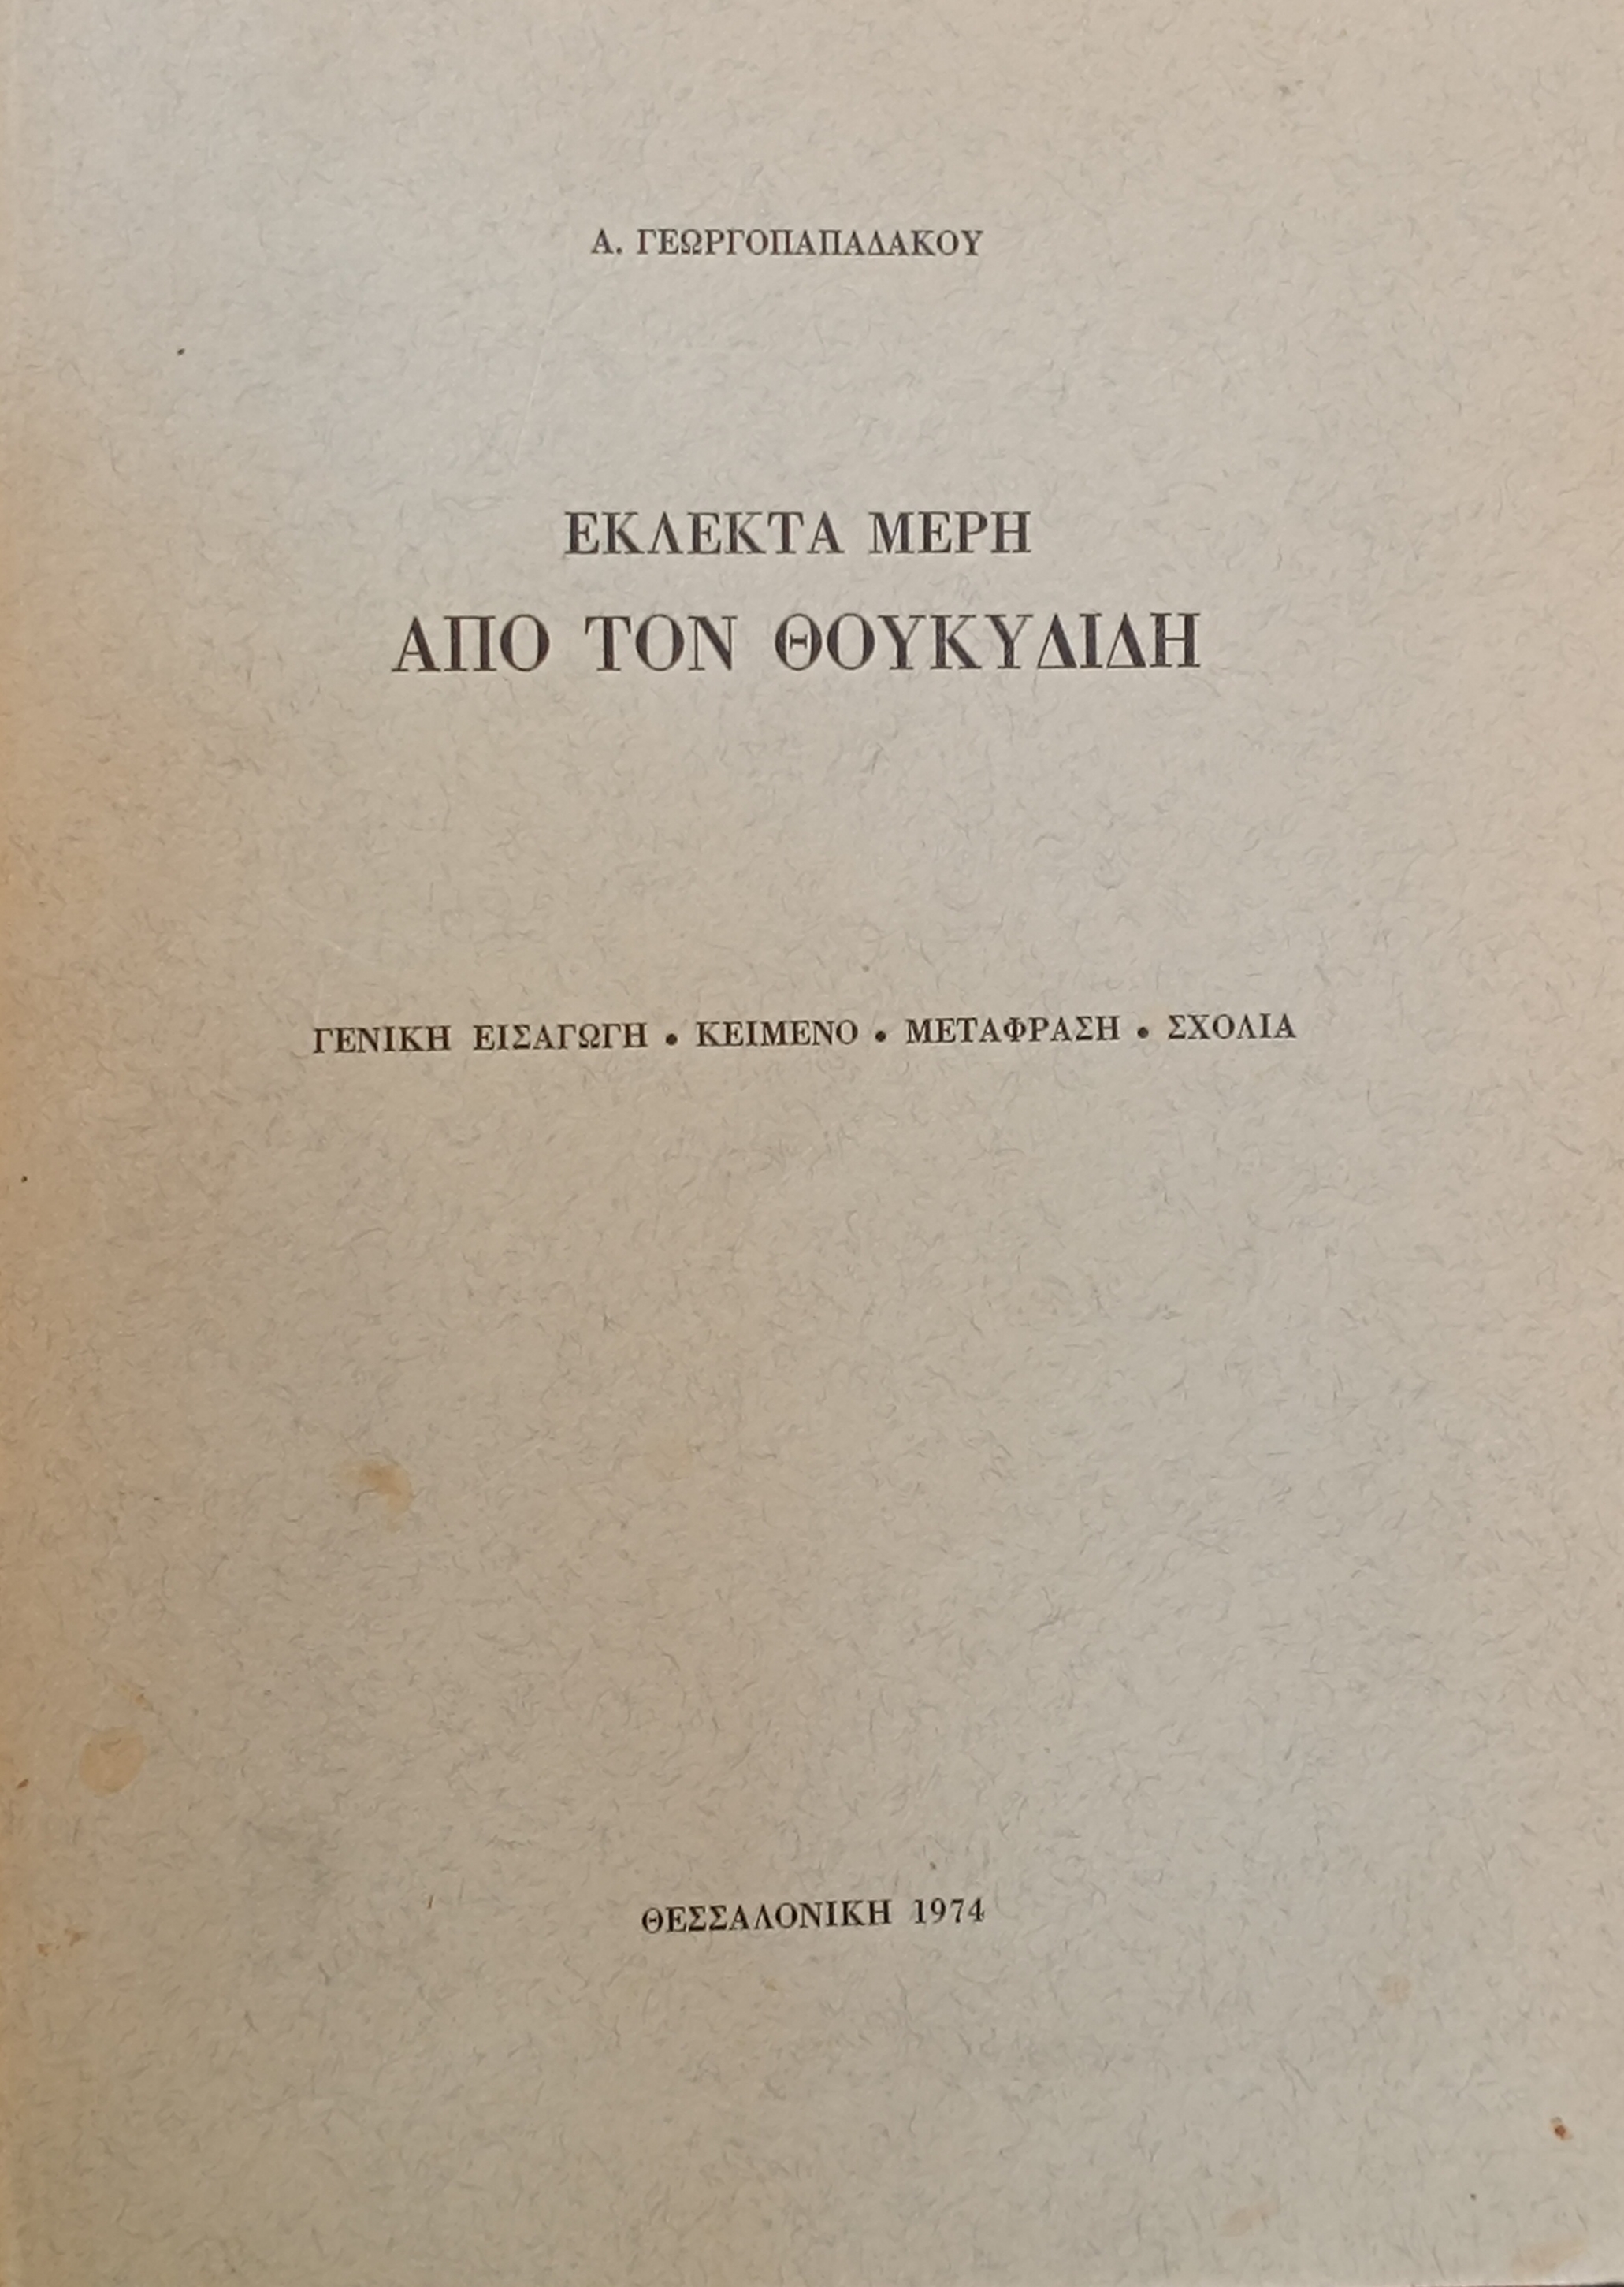 Α. ΓΕΩΡΓΟΠΑΠΑΔΑΚΟΥ
ΕΚΛΕΚΤΑ ΜΕΡΗ
ΑΠΟ ΤΟΝ ΘΟΥΚΥΔΙΔΗ
ΓΕΝΙΚΗ ΕΙΣΑΓΩΓΗ • ΚΕΙΜΕΝΟ • ΜΕΤΑΦΡΑΣΗ • ΣΧΟΛΙΑ
ΘΕΣΣΑΛΟΝΙΚΗ 1974